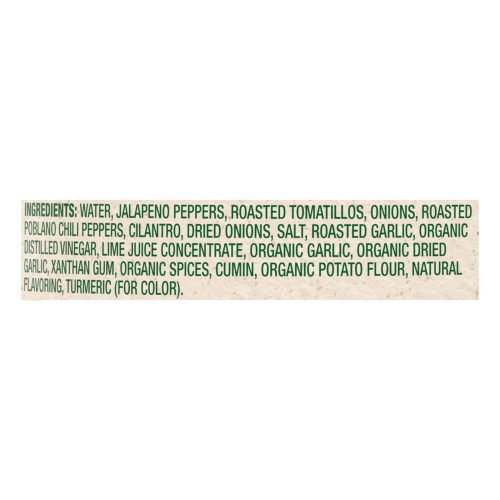 INGREDIENTS: WATER, JALAPENO PEPPERS, ROASTED TOMATILLOS, ONIONS, ROASTED
POBLANO CHILI PEPPERS, CILANTRO, DRIED ONIONS, SALT, ROASTED GARLIC, ORGANIC
DISTILLED VINEGAR, LIME JUICE CONCENTRATE, ORGANIC GARLIC, ORGANIC DRIED
GARLIC, XANTHAN GUM, ORGANIC SPICES, CUMIN, ORGANIC POTATO FLOUR, NATURAL
FLAVORING, TURMERIC (FOR COLOR).